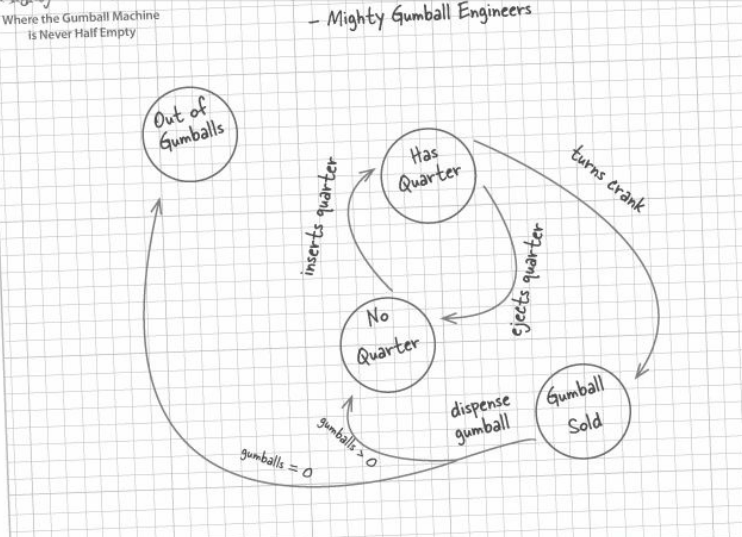 Where the Gumball Machine
is Never Half Empty
- Mighty Gumball Engineers
Out of
Gumballs
Has
Quarter
turns crank
inserts quarter
ejects quarter
No
Quarter
Gumball
Sold
dispense
gumball
gumballs > 0
gumballs = 0